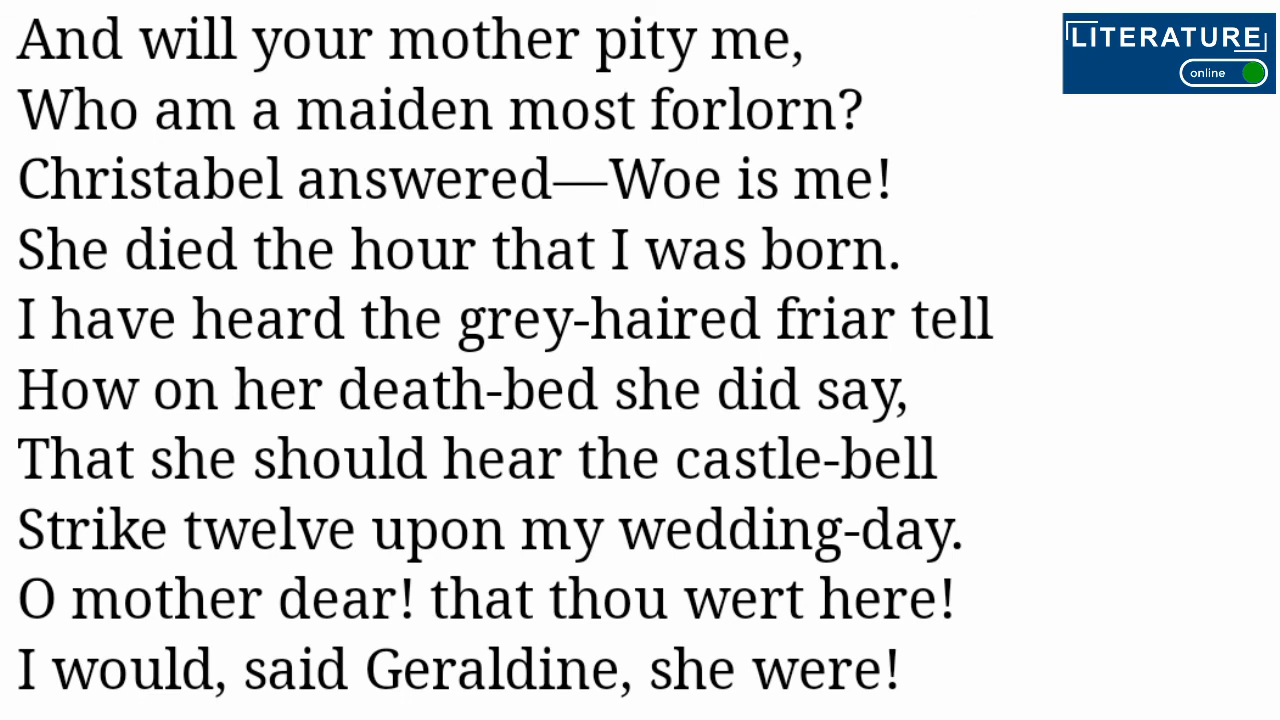 And will your mother pity me,
Who am a maiden most forlorn?
Christabel answered—Woe is me!
She died the hour that I was born.
I have heard the grey-haired friar tell
How on her death-bed she did say,
That she should hear the castle-bell
Strike twelve upon my wedding-day.
O mother dear! that thou wert here!
I would, said Geraldine, she were!
LITERATURE
online